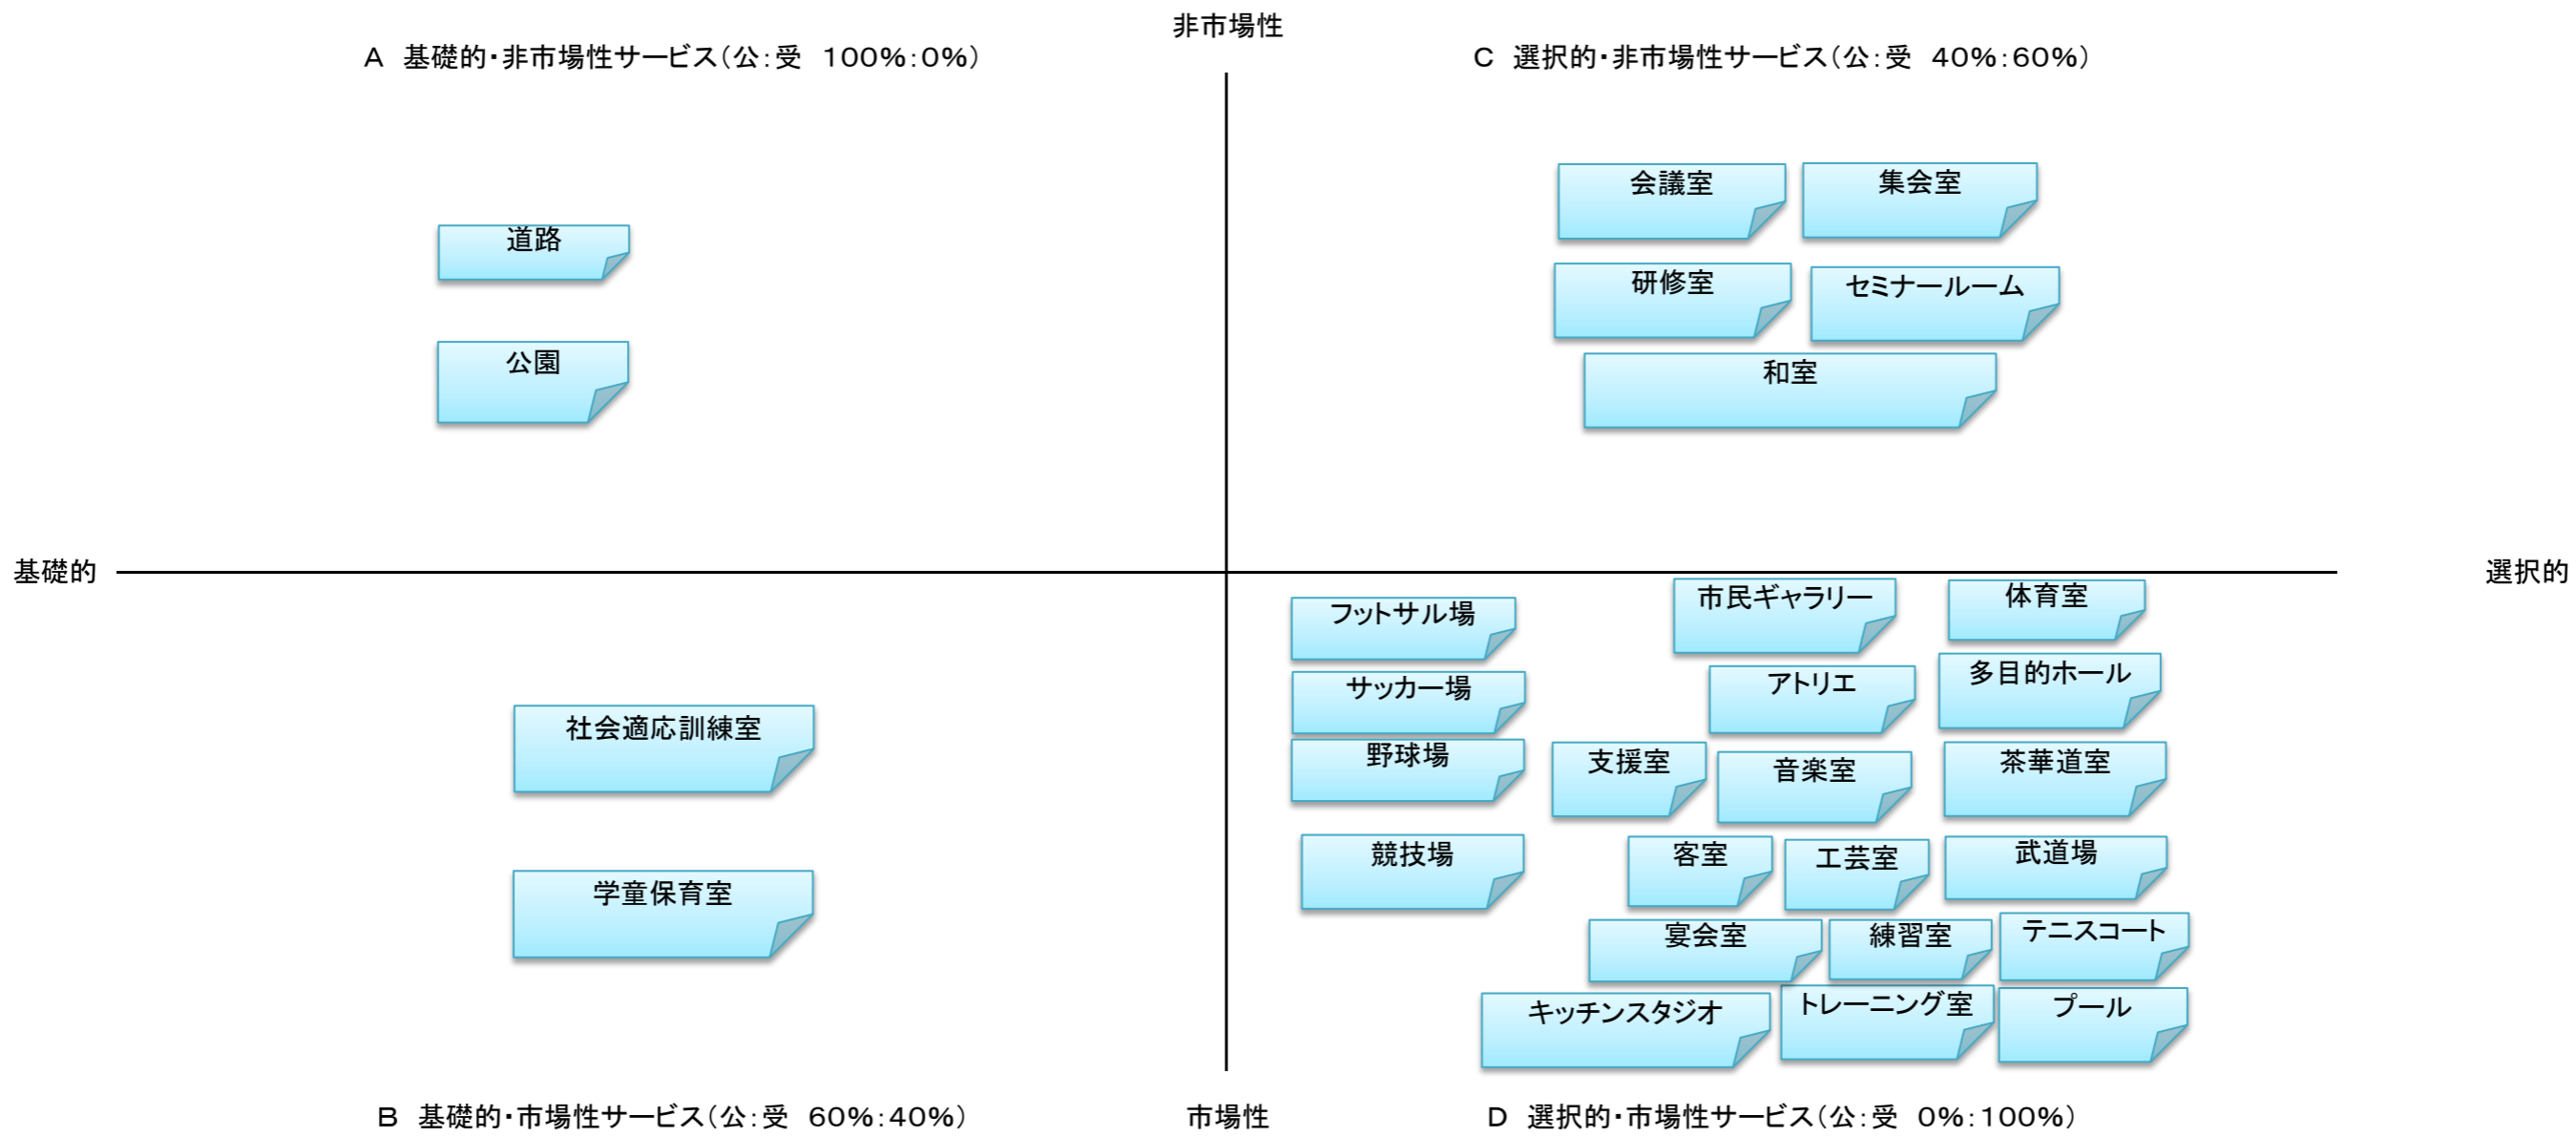 非市場性
A 基礎的・非市場性サービス(公:受 100%:0%)
C 選択的・非市場性サービス(公:受 40%:60%)
道路
公園
会議室
集会室
研修室
セミナールーム
和室
基礎的
選択的
社会適応訓練室
学童保育室
フットサル場
市民ギャラリー
体育室
サッカー場
アトリエ
多目的ホール
野球場
支援室
音楽室
茶華道室
競技場
客室
工芸室
武道場
宴会室
練習室
テニスコート
キッチンスタジオ
トレーニング室
プール
B 基礎的・市場性サービス(公:受 60%:40%)
市場性
D 選択的・市場性サービス(公:受 0%:100%)